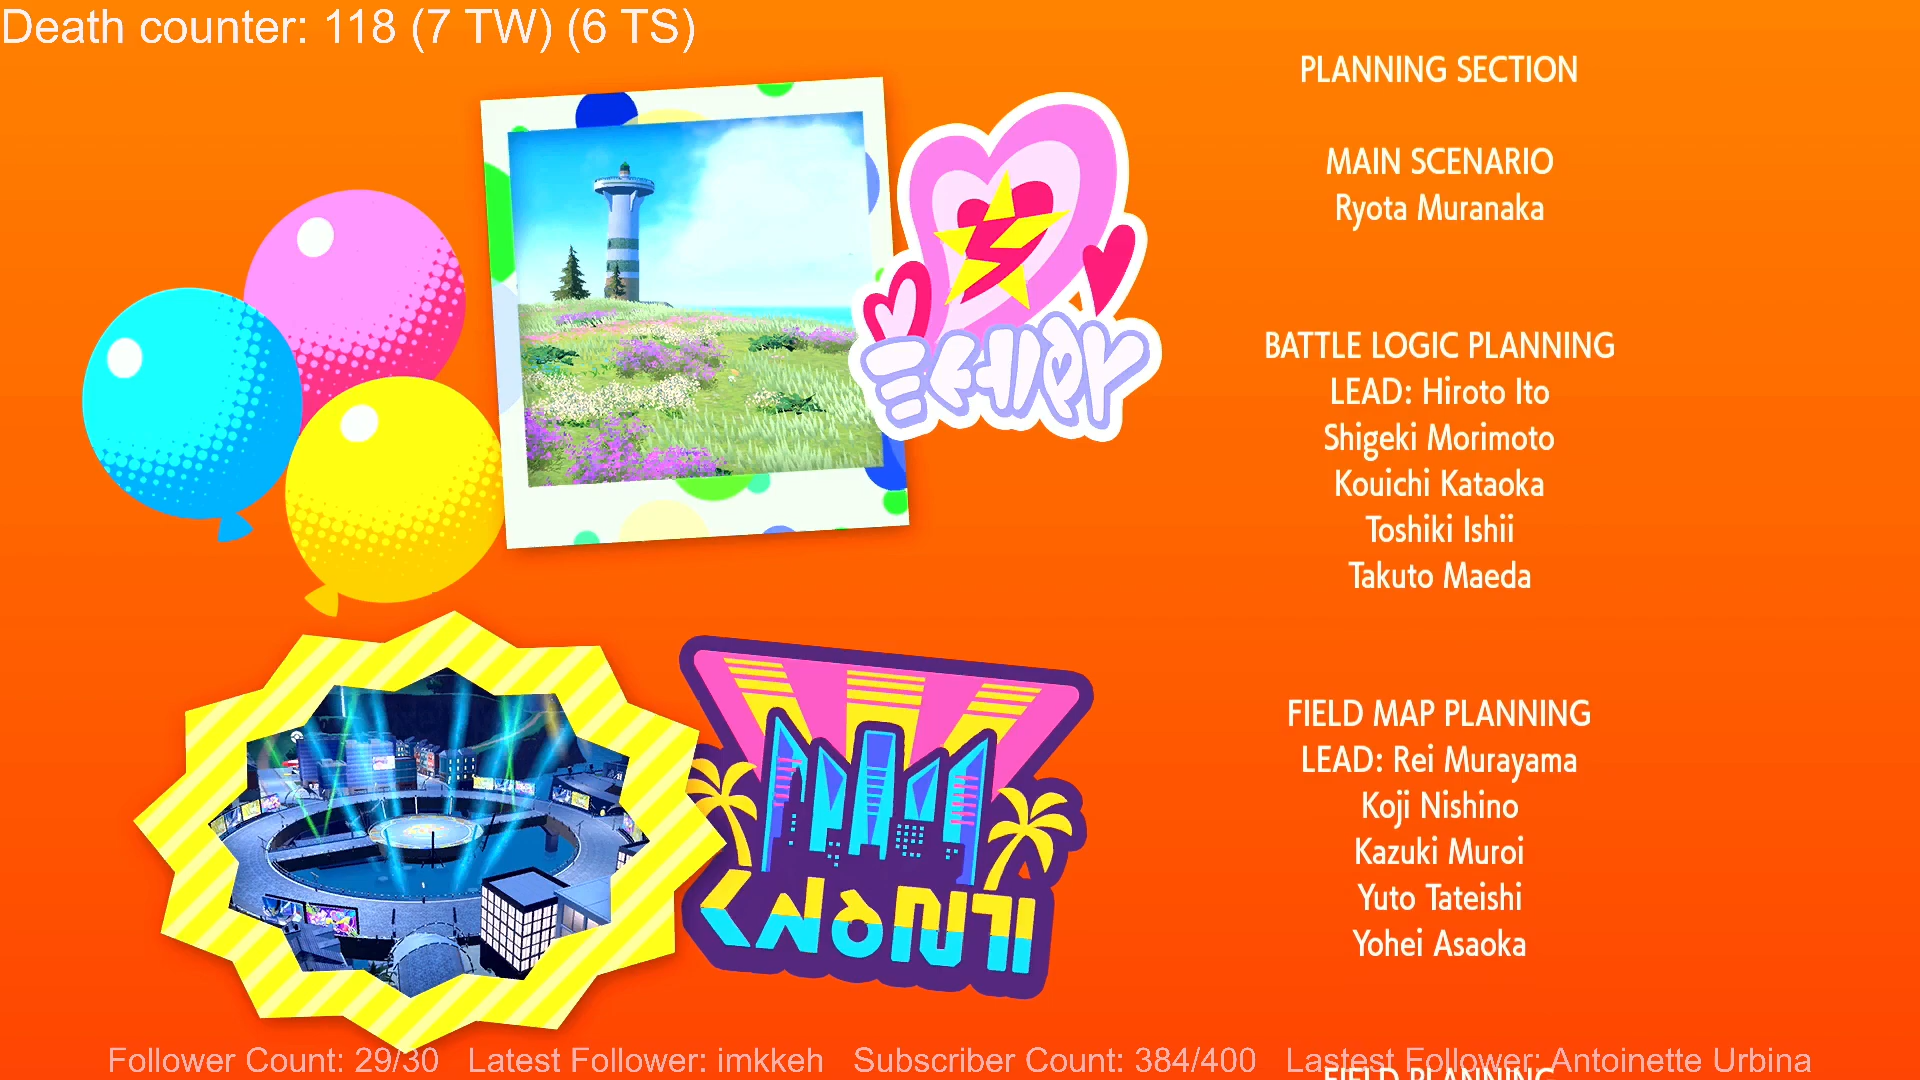 Death counter: 118 (7 TW) (6 TS)
PLANNING SECTION
MAIN SCENARIO
Ryota Muranaka
BATTLE LOGIC PLANNING
LEAD: Hiroto Ito
Shigeki Morimoto
Kouichi Kataoka
Toshiki Ishii
Takuto Maeda
FIELD MAP PLANNING
LEAD: Rei Murayama
Koji Nishino
Kazuki Muroi
Yuto Tateishi
Yohei Asaoka
Follower Count: 29/30 Latest Follower: imkkeh Subscriber Count: 384/400 Lastest Follower: Antoinette Urbina
FIELD PLANNING